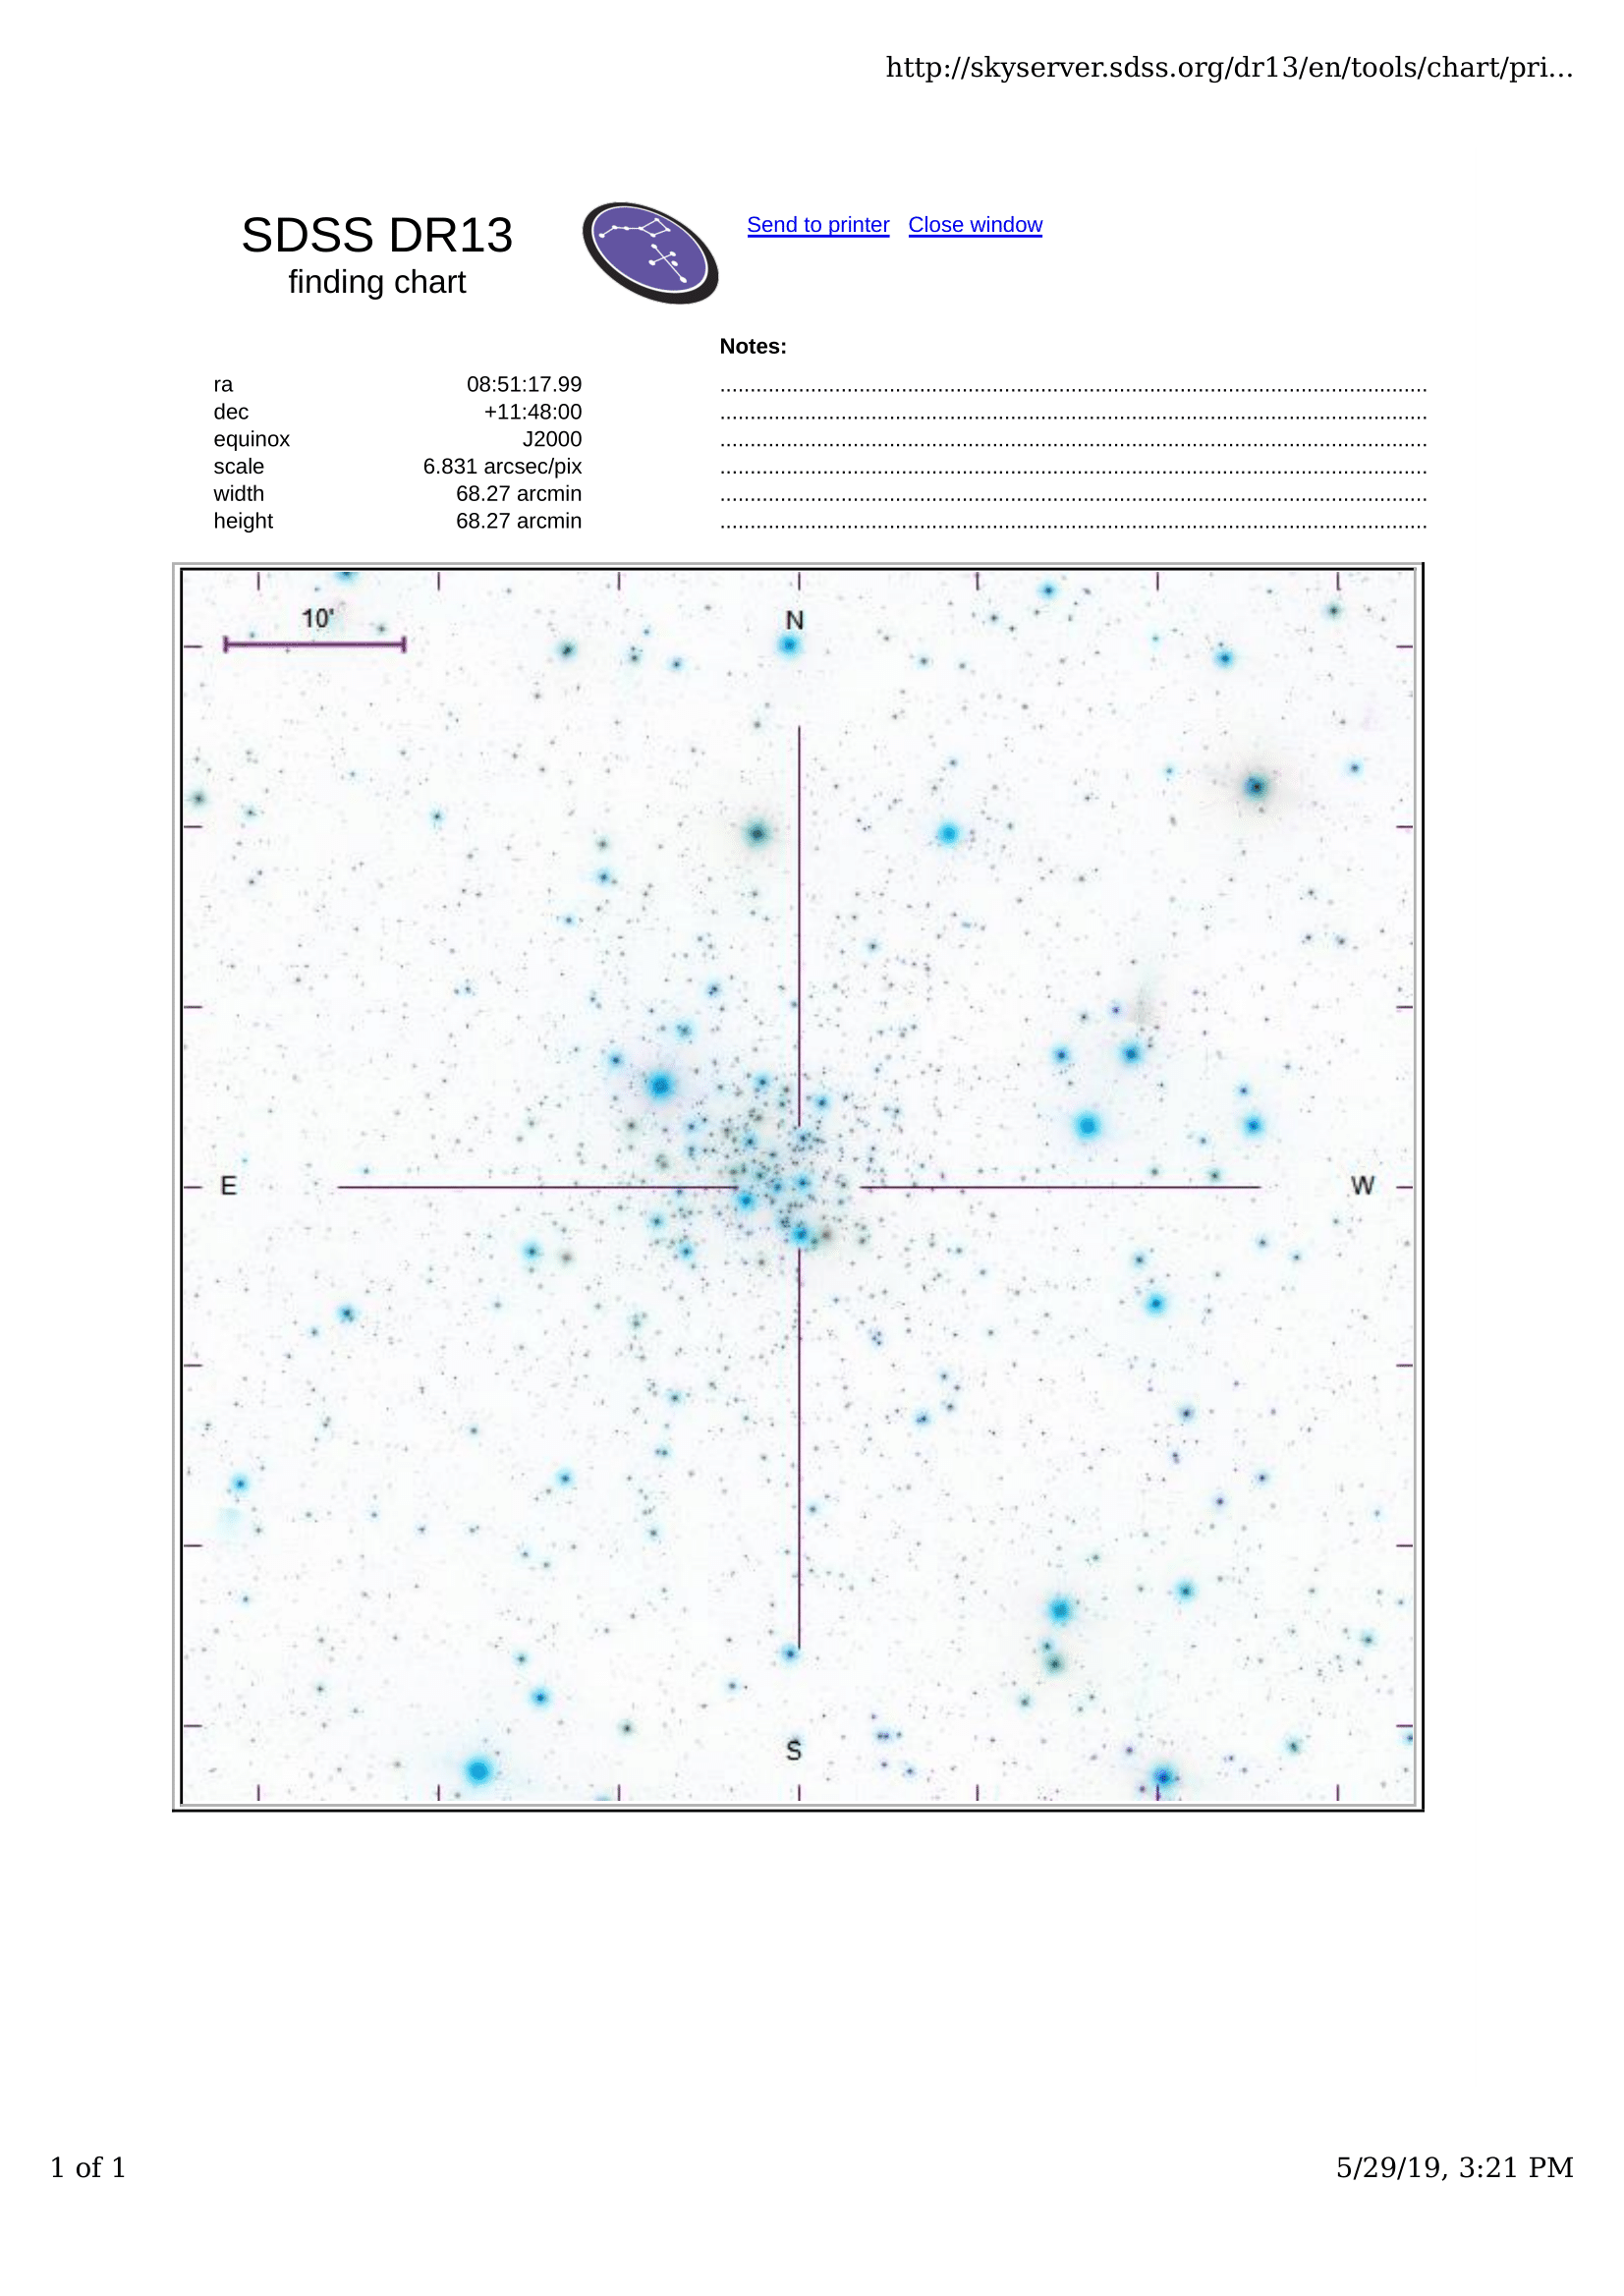 http://skyserver.sdss.org/dr13/en/tools/chart/pri...
SDSS DR13
finding chart
Send to printer Close window
Notes:
ra 08:51:17.99
dec +11:48:00
equinox J2000
scale 6.831 arcsec/pix
width 68.27 arcmin
height 68.27 arcmin
10'
N
E
W
S
1 of 1
5/29/19, 3:21 PM